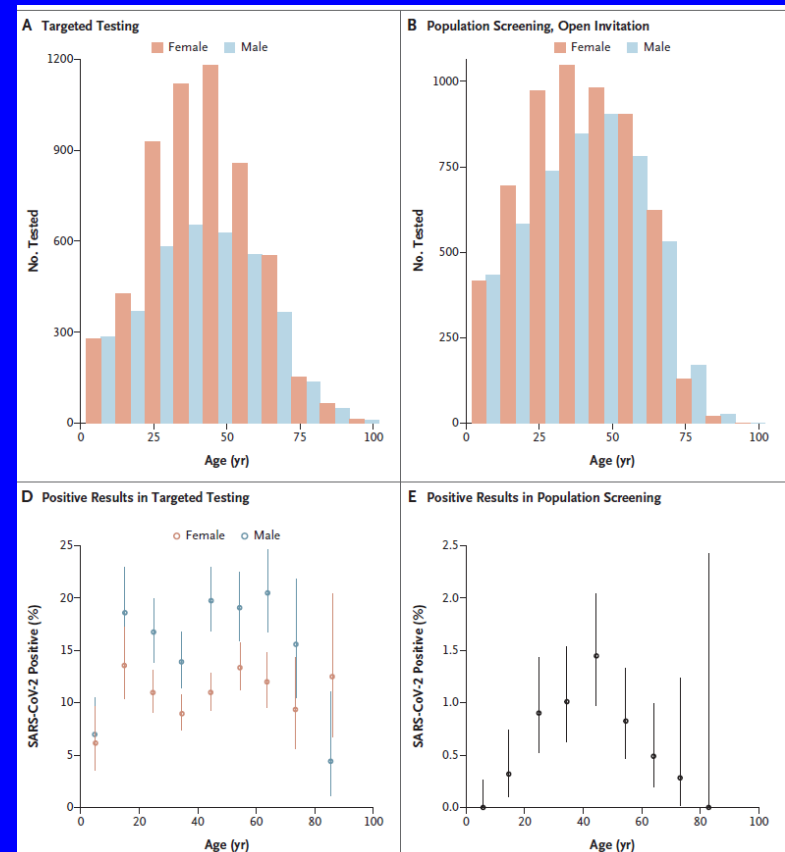 A Targeted Testing
Female Male
1200
900
600
300
0
No. Tested
0 25 50 75 100
Age (yr)
B Population Screening, Open Invitation
Female Male
1000
750
500
250
0
No. Tested
0 25 50 75 100
Age (yr)
D Positive Results in Targeted Testing
Female Male
25
20
15
10
5
0
SARS-CoV-2 Positive (%)
0 20 40 60 80 100
Age (yr)
E Positive Results in Population Screening
2.5
2.0
1.5
1.0
0.5
0.0
SARS-CoV-2 Positive (%)
0 20 40 60 80 100
Age (yr)